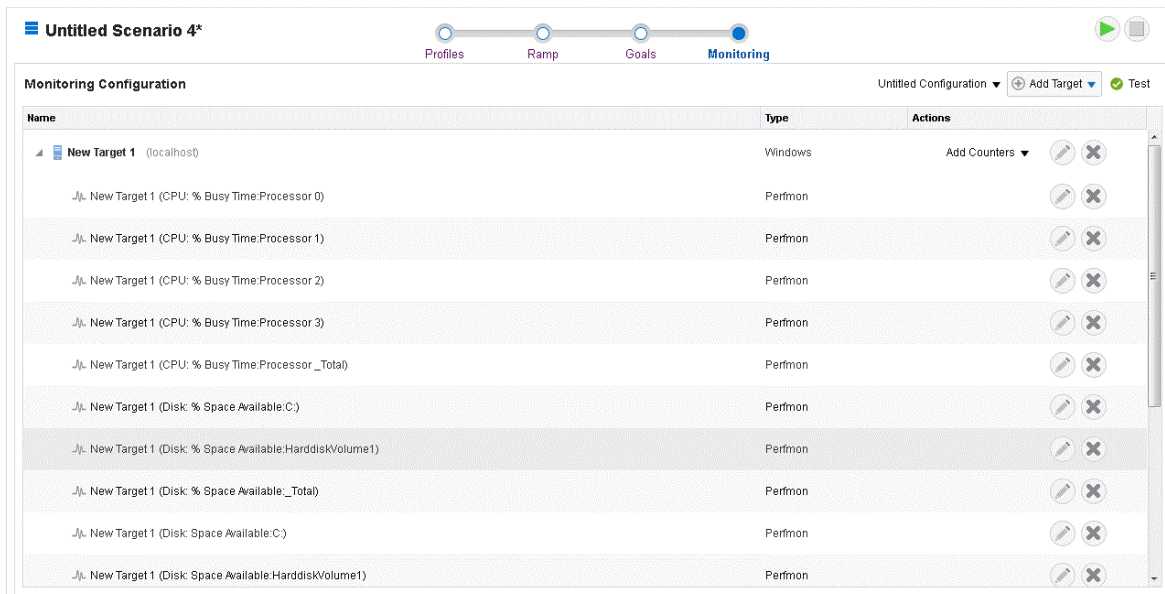 Untitled Scenario 4*
Profiles Ramp Goals Monitoring
Monitoring Configuration Untitled Configuration Add Target Test
Name Type Actions
New Target 1 (localhost) Windows Add Counters
New Target 1 (CPU: % Busy Time:Processor 0) Perfmon
New Target 1 (CPU: % Busy Time:Processor 1) Perfmon
New Target 1 (CPU: % Busy Time:Processor 2) Perfmon
New Target 1 (CPU: % Busy Time:Processor 3) Perfmon
New Target 1 (CPU: % Busy Time:Processor _Total) Perfmon
New Target 1 (Disk: % Space Available:C:) Perfmon
New Target 1 (Disk: % Space Available:HarddiskVolume1) Perfmon
New Target 1 (Disk: % Space Available:_Total) Perfmon
New Target 1 (Disk: Space Available:C:) Perfmon
New Target 1 (Disk: Space Available:HarddiskVolume1) Perfmon